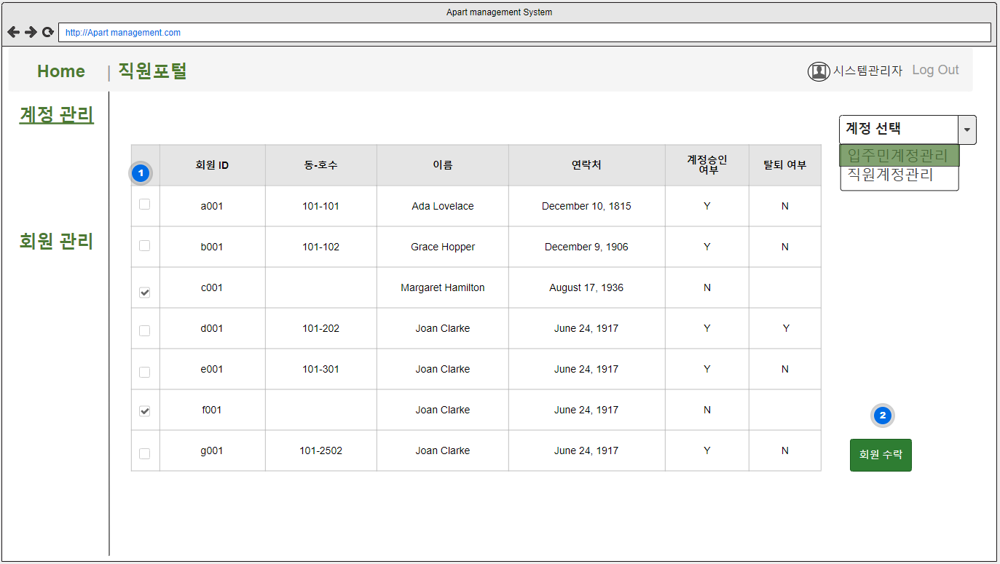 Apart management System
http://Apart management.com
Home | 직원포털
시스템관리자 Log Out
계정 관리
회원 관리
계정 선택
입주민계정관리
직원계정관리
1
회원 ID 동-호수 이름 연락처 계정승인 여부 탈퇴 여부
a001 101-101 Ada Lovelace December 10, 1815 Y N
b001 101-102 Grace Hopper December 9, 1906 Y N
c001 Margaret Hamilton August 17, 1936 N
d001 101-202 Joan Clarke June 24, 1917 Y Y
e001 101-301 Joan Clarke June 24, 1917 Y N
f001 Joan Clarke June 24, 1917 N
g001 101-2502 Joan Clarke June 24, 1917 Y N
2
회원 수락